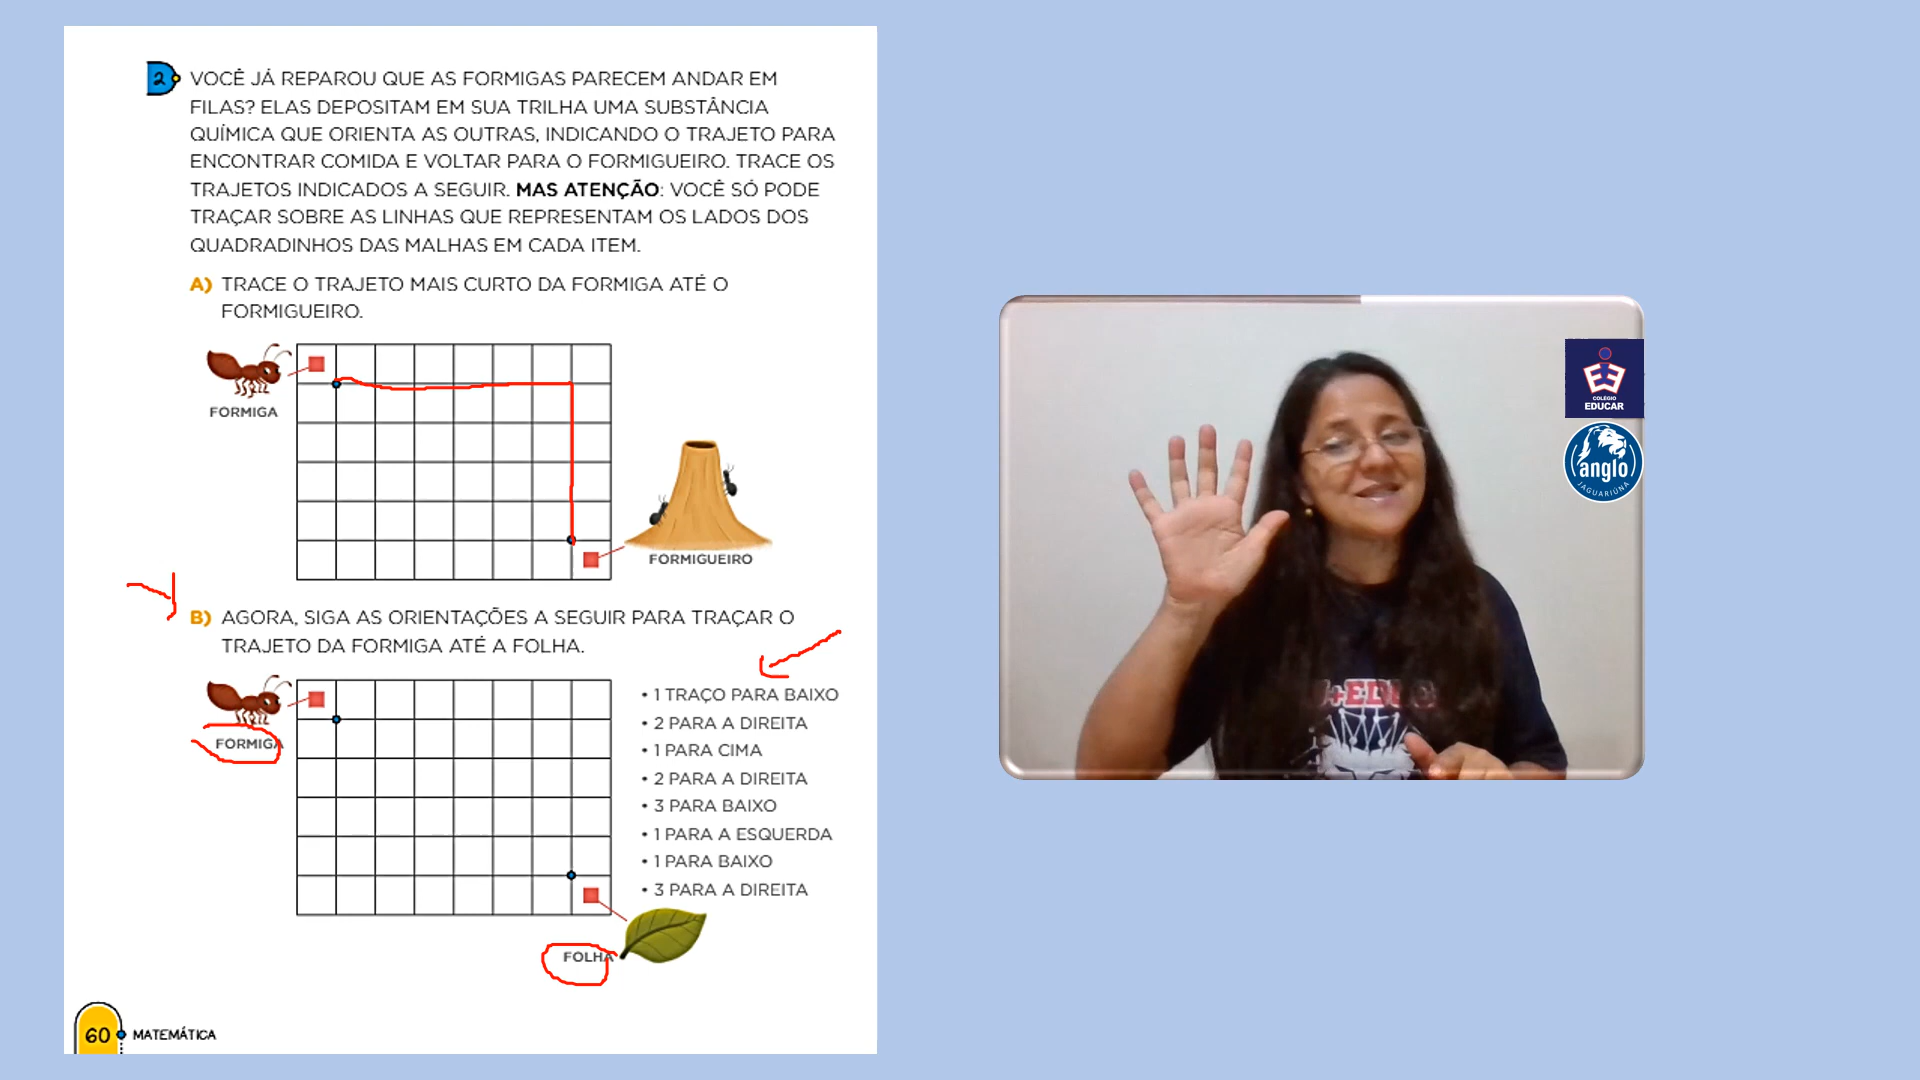 2 VOCÊ JÁ REPAROU QUE AS FORMIGAS PARECEM ANDAR EM
FILAS? ELAS DEPOSITAM EM SUA TRILHA UMA SUBSTÂNCIA
QUÍMICA QUE ORIENTA AS OUTRAS, INDICANDO O TRAJETO PARA
ENCONTRAR COMIDA E VOLTAR PARA O FORMIGUEIRO. TRACE OS
TRAJETOS INDICADOS A SEGUIR. MAS ATENÇÃO: VOCÊ SÓ PODE
TRAÇAR SOBRE AS LINHAS QUE REPRESENTAM OS LADOS DOS
QUADRADINHOS DAS MALHAS EM CADA ITEM.
A) TRACE O TRAJETO MAIS CURTO DA FORMIGA ATÉ O
FORMIGUEIRO.
FORMIGA
FORMIGUEIRO
B) AGORA, SIGA AS ORIENTAÇÕES A SEGUIR PARA TRAÇAR O
TRAJETO DA FORMIGA ATÉ A FOLHA.
FORMIGA
• 1 TRAÇO PARA BAIXO
• 2 PARA A DIREITA
• 1 PARA CIMA
• 2 PARA A DIREITA
• 3 PARA BAIXO
• 1 PARA A ESQUERDA
• 1 PARA BAIXO
• 3 PARA A DIREITA
FOLHA
60 MATEMÁTICA
COLÉGIO
EDUCAR
anglo
JAGUARIÚNA